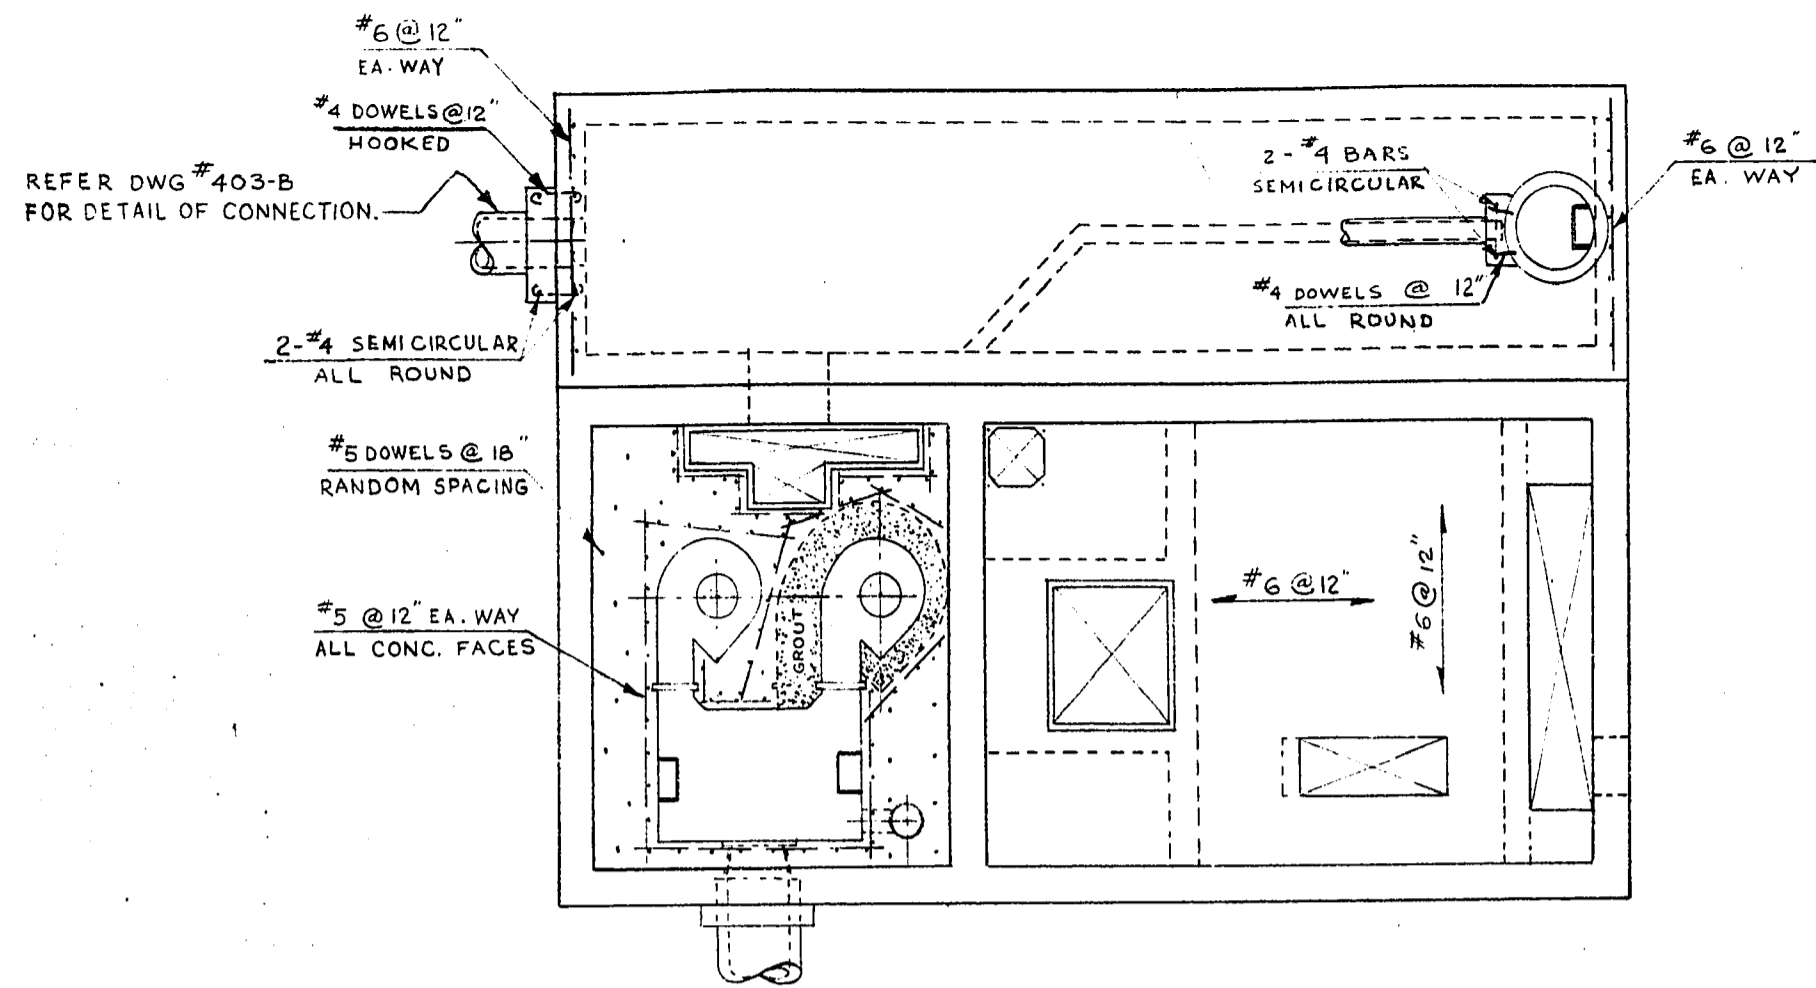 #6 @ 12"
EA. WAY
#4 DOWELS @ 12"
HOOKED
REFER DWG #403-B
FOR DETAIL OF CONNECTION.
2-#4 SEMICIRCULAR
ALL ROUND
#5 DOWELS @ 18"
RANDOM SPACING
#5 @ 12" EA. WAY
ALL CONC. FACES
2-#4 BARS
SEMICIRCULAR
#6 @ 12"
EA. WAY
#4 DOWELS @ 12"
ALL ROUND
GROUT
#6 @ 12"
#6 @ 12"